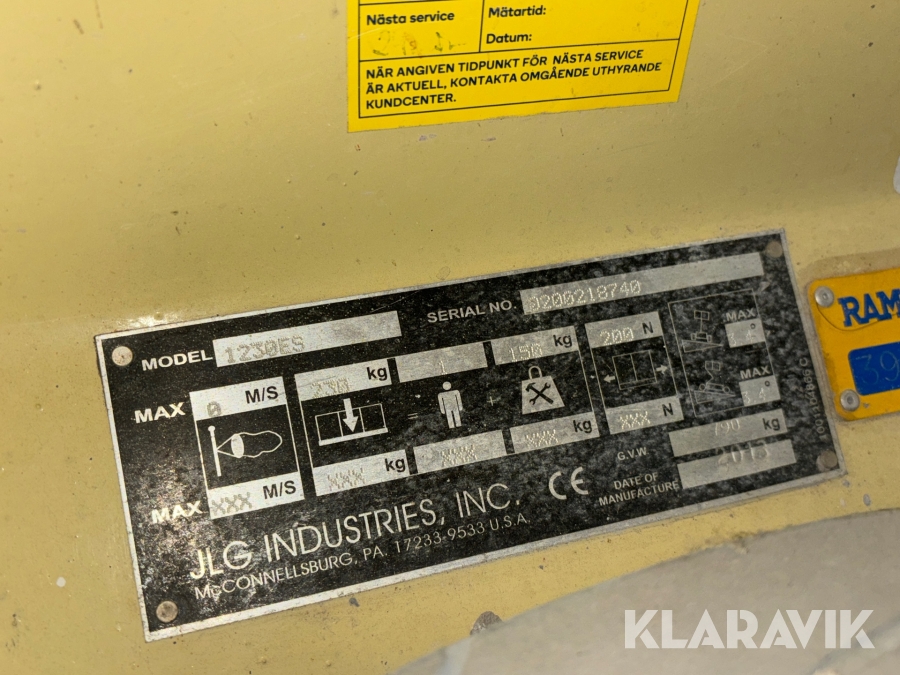 Nästa service
Mätartid:
Datum:
NÄR ANGIVEN TIDPUNKT FÖR NÄSTA SERVICE
ÄR AKTUELL, KONTAKTA OMGÅENDE UTHYRANDE
KUNDCENTER.
MODEL 1230ES
SERIAL NO. 0200218740
MAX 0 M/S
230 kg
1
150 kg
200 N
MAX
MAX
MAX XXX M/S
XXX kg
XXX
XXX kg
XXX N
G.V.W. 790 kg
DATE OF
MANUFACTURE 2013
JLG INDUSTRIES, INC. CE
McCONNELLSBURG, PA. 17233-9533 U.S.A.
RAM
39
KLARAVIK